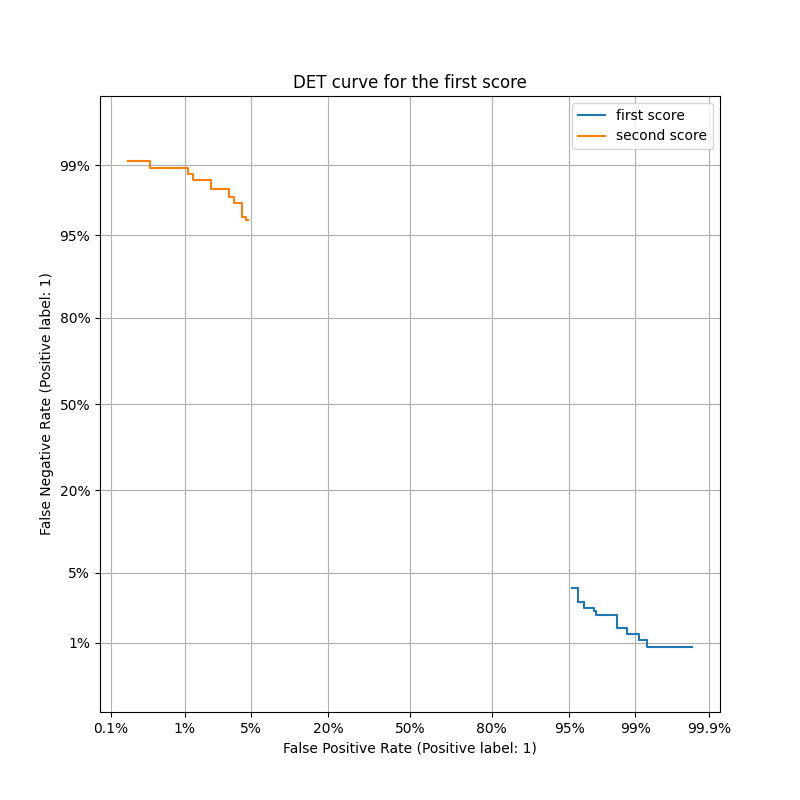 DET curve for the first score
first score
second score
99%
95%
80%
50%
20%
5%
1%
False Negative Rate (Positive label: 1)
0.1% 1% 5% 20% 50% 80% 95% 99% 99.9%
False Positive Rate (Positive label: 1)